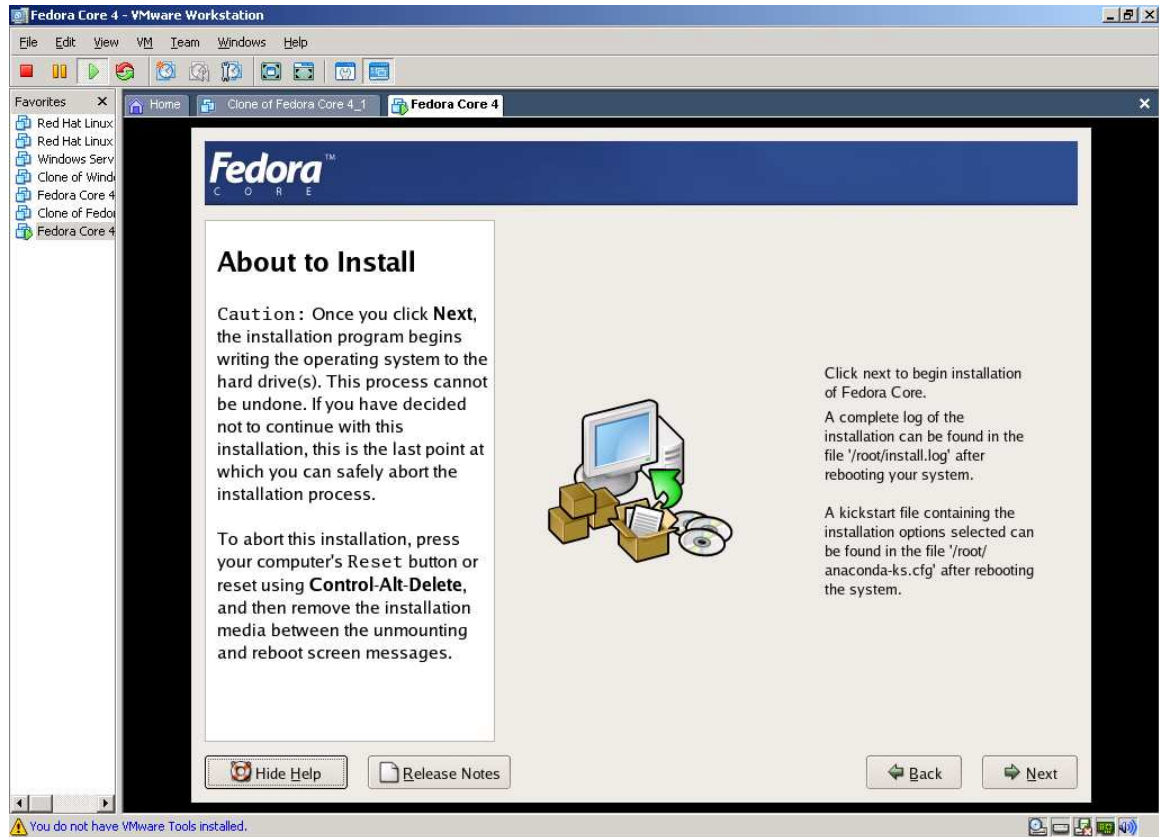 Fedora Core 4 - VMware Workstation
File Edit View VM Team Windows Help
Favorites X
Home Clone of Fedora Core 4_1 Fedora Core 4
Red Hat Linux
Red Hat Linux
Windows Serv
Clone of Wind
Fedora Core 4
Clone of Fedo
Fedora Core 4
Fedora™
CORE
About to Install
Caution: Once you click Next,
the installation program begins
writing the operating system to the
hard drive(s). This process cannot
be undone. If you have decided
not to continue with this
installation, this is the last point at
which you can safely abort the
installation process.
To abort this installation, press
your computer's Reset button or
reset using Control-Alt-Delete,
and then remove the installation
media between the unmounting
and reboot screen messages.
Click next to begin installation
of Fedora Core.
A complete log of the
installation can be found in the
file '/root/install.log' after
rebooting your system.
A kickstart file containing the
installation options selected can
be found in the file '/root/
anaconda-ks.cfg' after rebooting
the system.
Hide Help Release Notes Back Next
You do not have VMware Tools installed.